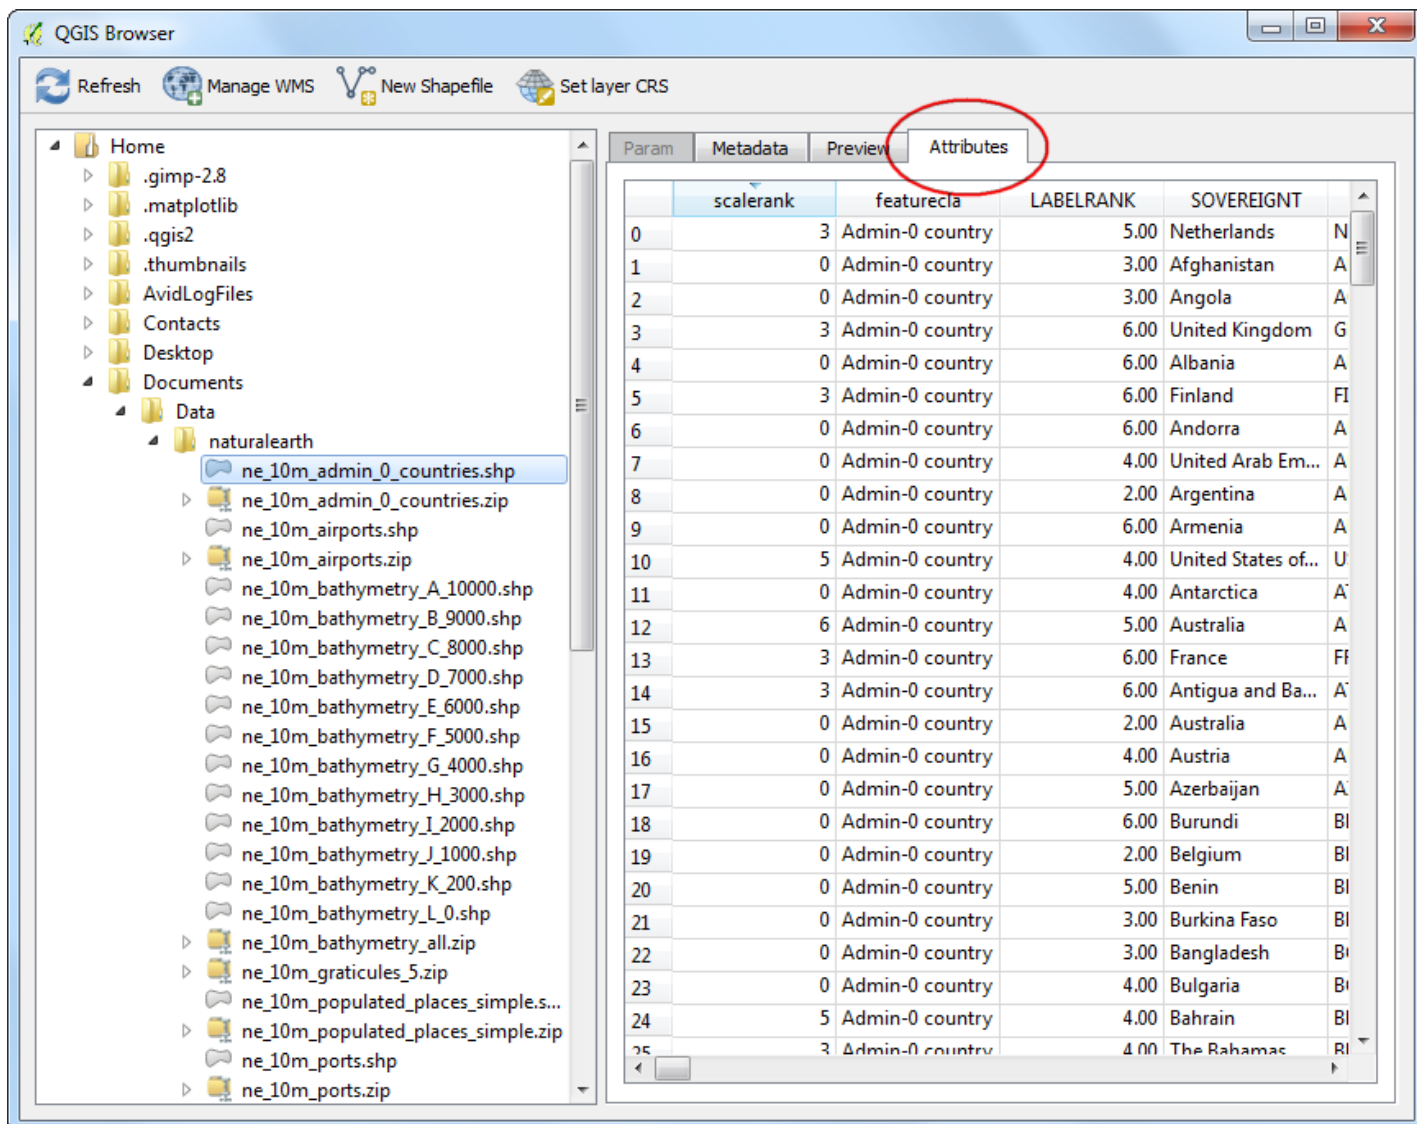 QGIS Browser
Refresh Manage WMS New Shapefile Set layer CRS
Home
.gimp-2.8
.matplotlib
.qgis2
.thumbnails
AvidLogFiles
Contacts
Desktop
Documents
Data
naturalearth
ne_10m_admin_0_countries.shp
ne_10m_admin_0_countries.zip
ne_10m_airports.shp
ne_10m_airports.zip
ne_10m_bathymetry_A_10000.shp
ne_10m_bathymetry_B_9000.shp
ne_10m_bathymetry_C_8000.shp
ne_10m_bathymetry_D_7000.shp
ne_10m_bathymetry_E_6000.shp
ne_10m_bathymetry_F_5000.shp
ne_10m_bathymetry_G_4000.shp
ne_10m_bathymetry_H_3000.shp
ne_10m_bathymetry_I_2000.shp
ne_10m_bathymetry_J_1000.shp
ne_10m_bathymetry_K_200.shp
ne_10m_bathymetry_L_0.shp
ne_10m_bathymetry_all.zip
ne_10m_graticules_5.zip
ne_10m_populated_places_simple.s...
ne_10m_populated_places_simple.zip
ne_10m_ports.shp
ne_10m_ports.zip
Param Metadata Preview Attributes
scalerank featurecla LABELRANK SOVEREIGNT
0 3 Admin-0 country 5.00 Netherlands N
1 0 Admin-0 country 3.00 Afghanistan A
2 0 Admin-0 country 3.00 Angola A
3 3 Admin-0 country 6.00 United Kingdom G
4 0 Admin-0 country 6.00 Albania A
5 3 Admin-0 country 6.00 Finland FI
6 0 Admin-0 country 6.00 Andorra A
7 0 Admin-0 country 4.00 United Arab Em... A
8 0 Admin-0 country 2.00 Argentina A
9 0 Admin-0 country 6.00 Armenia A
10 5 Admin-0 country 4.00 United States of... U
11 0 Admin-0 country 4.00 Antarctica A
12 6 Admin-0 country 5.00 Australia A
13 3 Admin-0 country 6.00 France F
14 3 Admin-0 country 6.00 Antigua and Ba... A
15 0 Admin-0 country 2.00 Australia A
16 0 Admin-0 country 4.00 Austria A
17 0 Admin-0 country 5.00 Azerbaijan A
18 0 Admin-0 country 6.00 Burundi B
19 0 Admin-0 country 2.00 Belgium B
20 0 Admin-0 country 5.00 Benin B
21 0 Admin-0 country 3.00 Burkina Faso B
22 0 Admin-0 country 3.00 Bangladesh B
23 0 Admin-0 country 4.00 Bulgaria B
24 5 Admin-0 country 4.00 Bahrain B
25 3 Admin-0 country 4.00 The Bahamas B